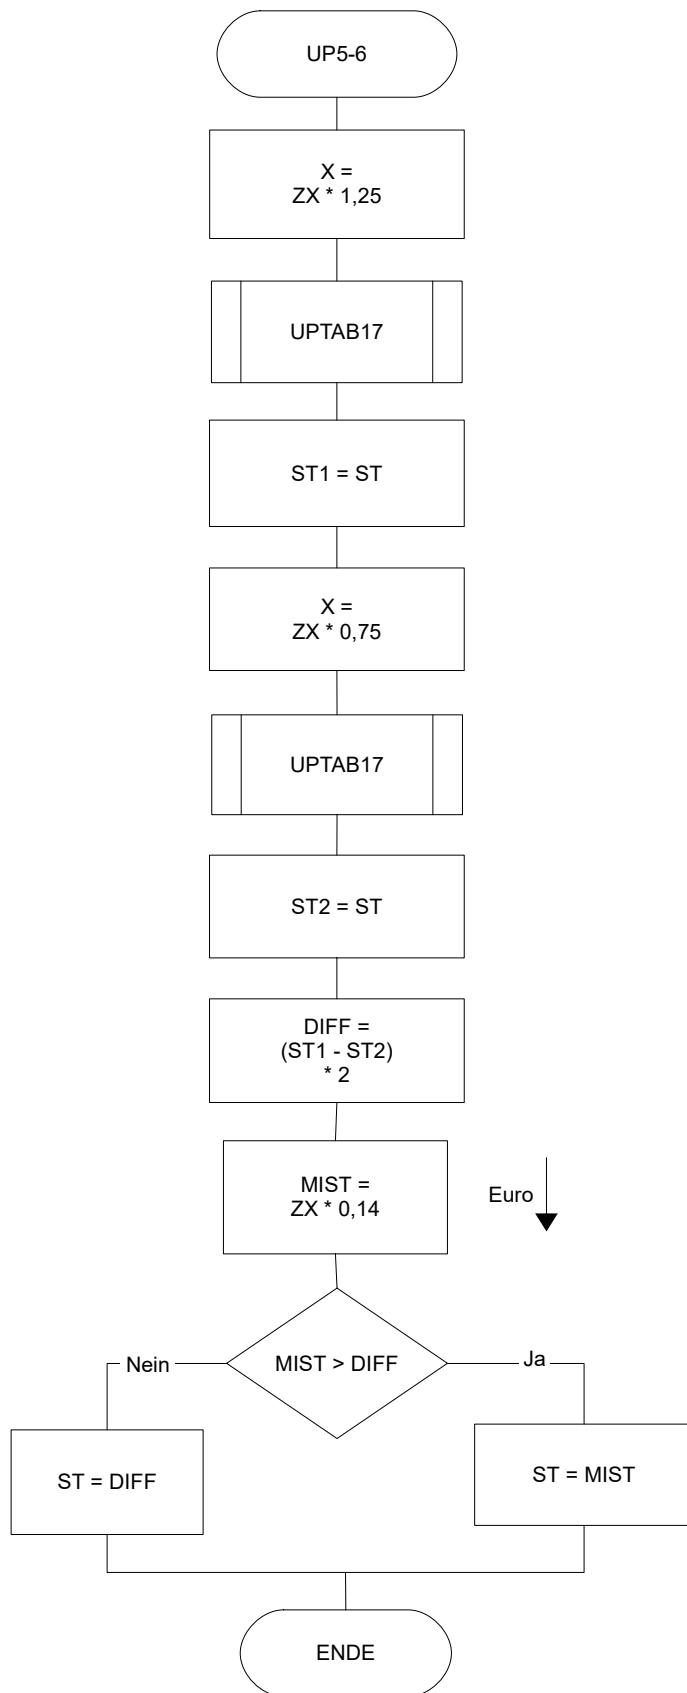 UP5-6
X =
ZX * 1,25
UPTAB17
ST1 = ST
X =
ZX * 0,75
UPTAB17
ST2 = ST
DIFF =
(ST1 - ST2)
* 2
MIST =
ZX * 0,14
Euro
MIST > DIFF
Nein
Ja
ST = DIFF
ST = MIST
ENDE